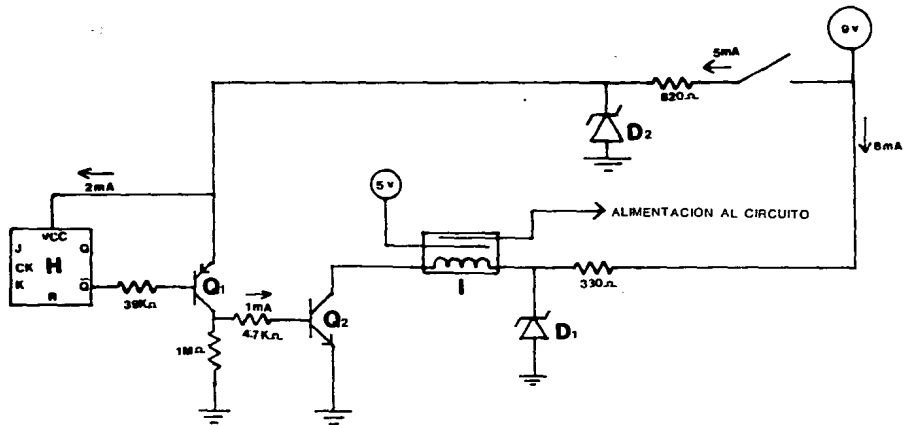 9v
5mA
820Ω
D2
8mA
2mA
5v
ALIMENTACIÓN AL CIRCUITO
VCC
J
Q
CK
H
K
Q̅
R
39KΩ
Q1
1mA
4.7KΩ
Q2
I
330Ω
D1
1MΩ